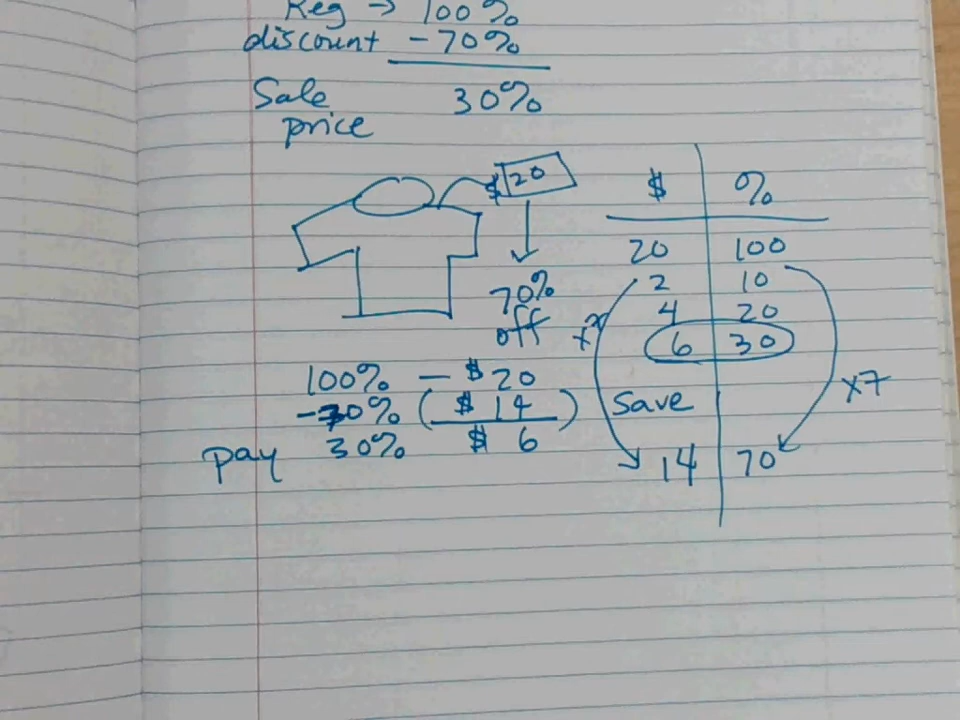 Reg → 100%
discount -70%
Sale 30%
price
$20
70%
off
$ %
20 100
2 10
4 20
6 30
x7
x7
save
14 70
100% - $ 20
-70% ($ 14)
pay 30% $ 6